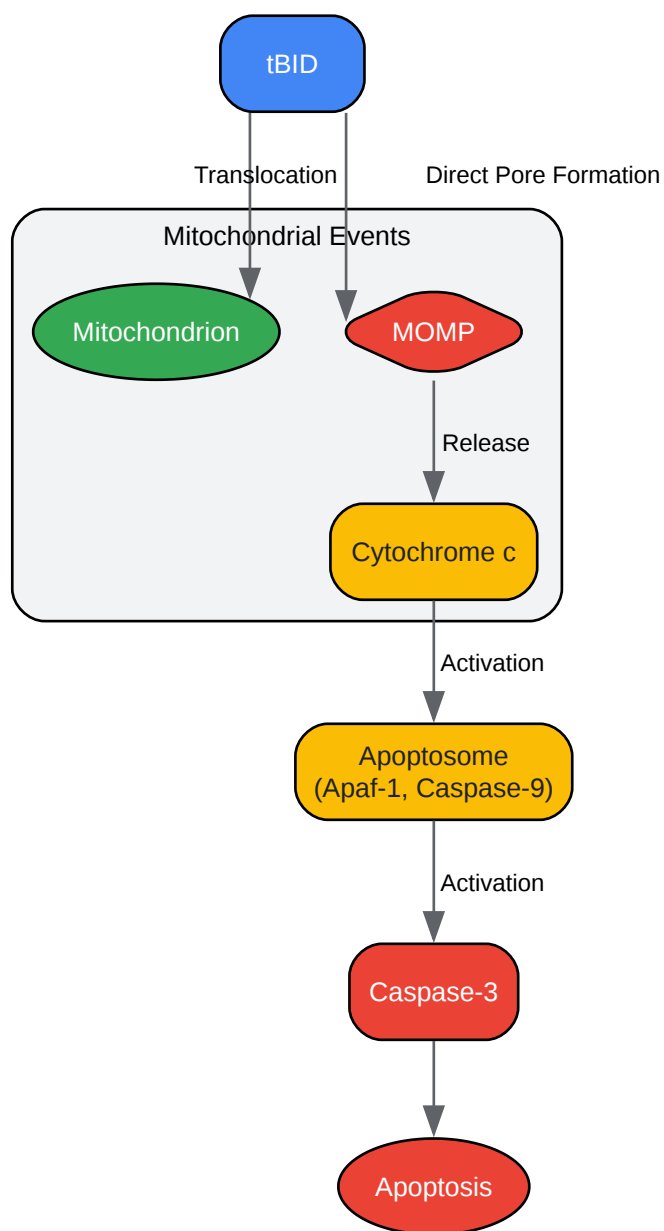 tBID
Translocation
Direct Pore Formation
Mitochondrial Events
Mitochondrion
MOMP
Release
Cytochrome c
Activation
Apoptosome
(Apaf-1, Caspase-9)
Activation
Caspase-3
Apoptosis